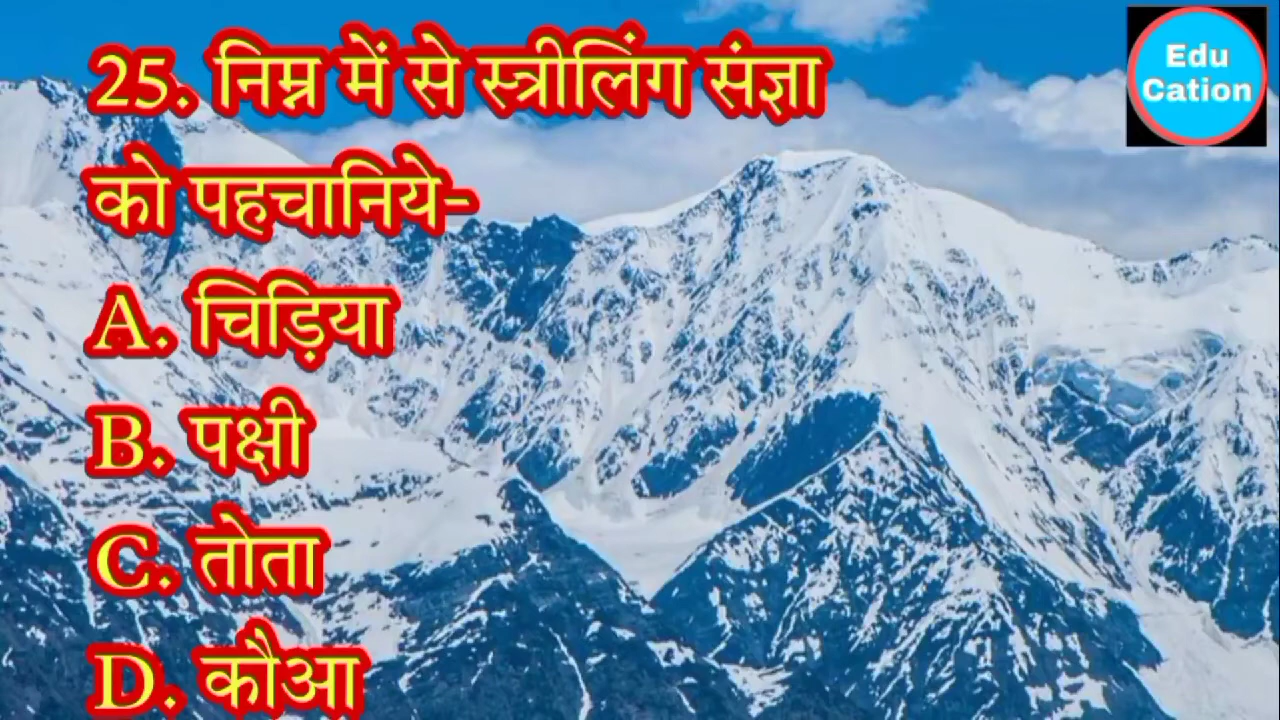 25. निम्न में से स्त्रीलिंग संज्ञा
को पहचानिये-
A. चिड़िया
B. पक्षी
C. तोता
D. कौआ
Edu
Cation